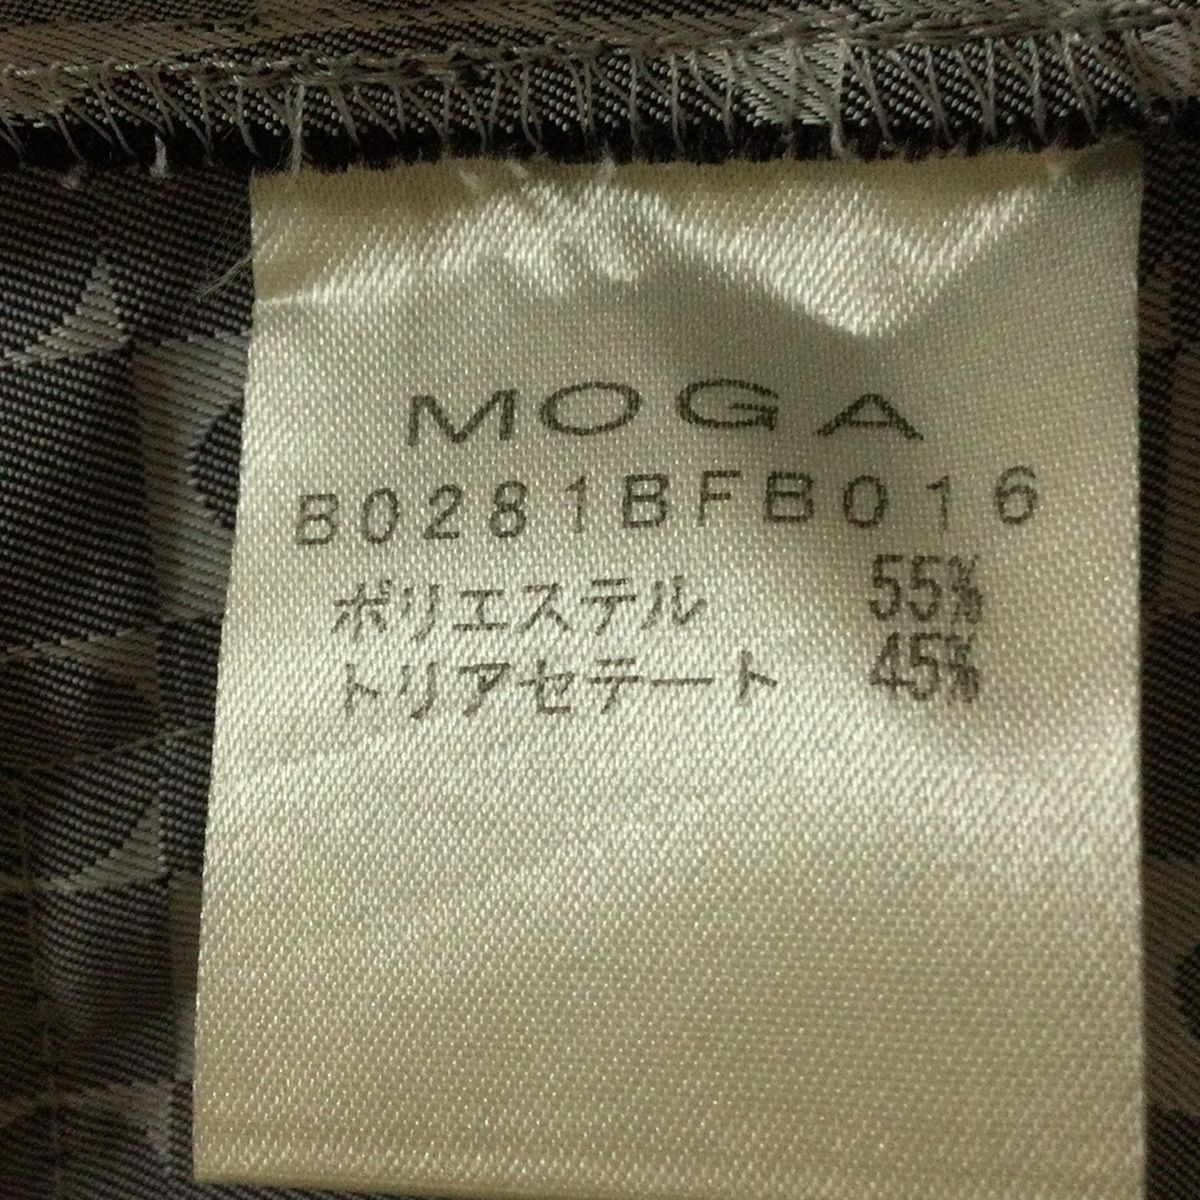 MOGA
B0281BFB016
ポリエステル 55%
トリアセテート 45%